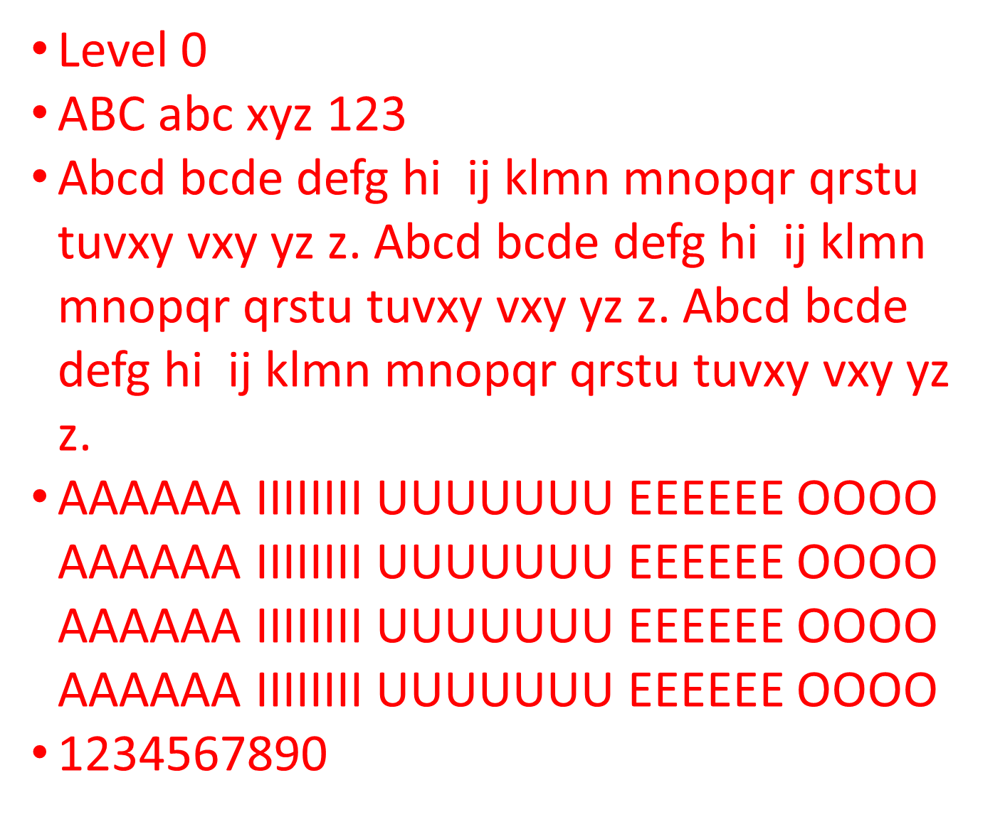 • Level 0
• ABC abc xyz 123
• Abcd bcde defg hi  ij klmn mnopqr qrstu
tuvxy vxy yz z. Abcd bcde defg hi  ij klmn
mnopqr qrstu tuvxy vxy yz z. Abcd bcde
defg hi  ij klmn mnopqr qrstu tuvxy vxy yz
z.
• AAAAAA IIIIIIII UUUUUUU EEEEEE OOOO
AAAAAA IIIIIIII UUUUUUU EEEEEE OOOO
AAAAAA IIIIIIII UUUUUUU EEEEEE OOOO
AAAAAA IIIIIIII UUUUUUU EEEEEE OOOO
• 1234567890